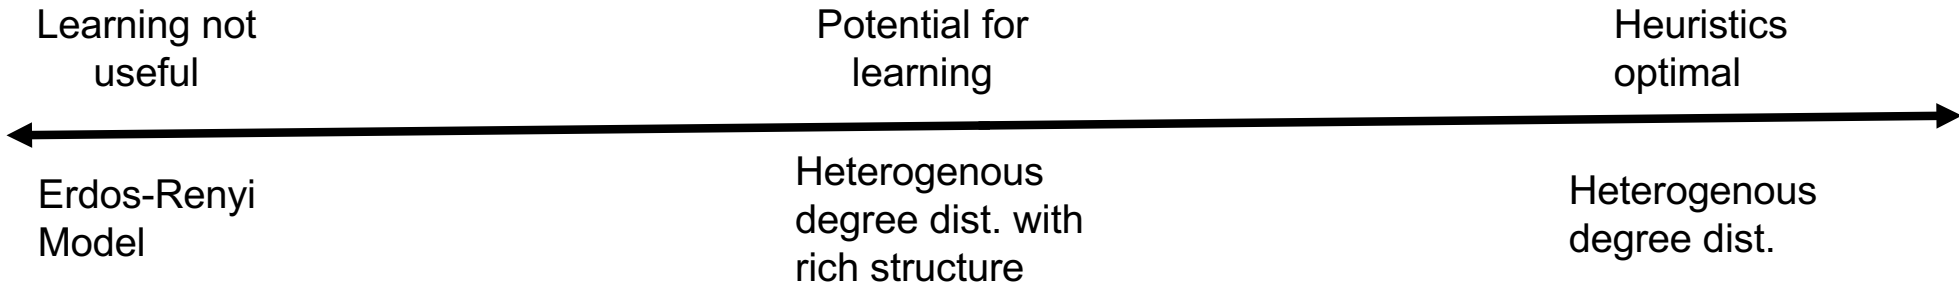 Learning not
useful
Potential for
learning
Heuristics
optimal
Erdos-Renyi
Model
Heterogenous
degree dist. with
rich structure
Heterogenous
degree dist.